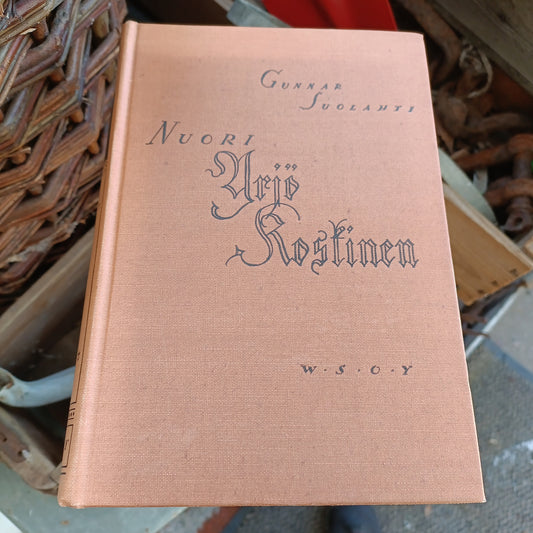 GUNNAR
SUOLAHTI
NUORI
Yrjö
Koskinen
W·S·O·Y